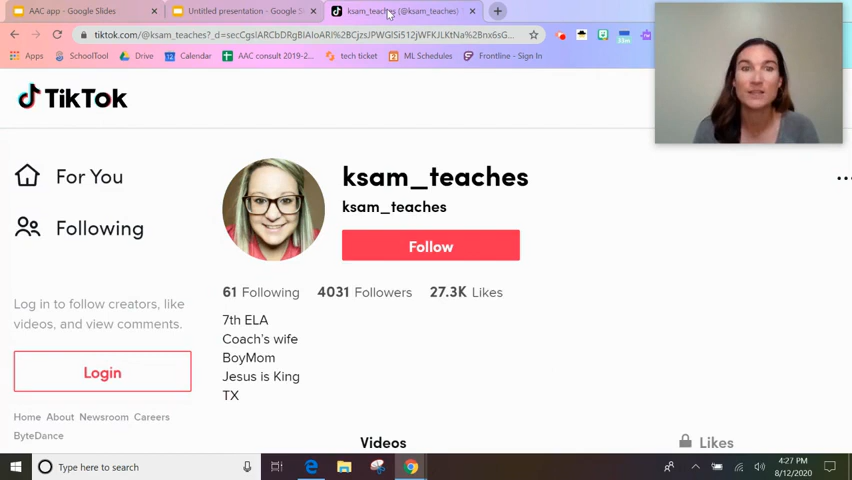 AAC app - Google Slides
Untitled presentation - Google Sl
ksam_teaches (@ksam_teaches)
tiktok.com/@ksam_teaches?_d=
Apps
SchoolTool
Drive
Calendar
AAC consult 2019-2...
tech ticket
ML Schedules
Frontline - Sign In
TikTok
For You
Following
Log in to follow creators, like
videos, and view comments.
Login
Home About Newsroom Careers
ByteDance
ksam_teaches
ksam_teaches
Follow
61 Following 4031 Followers 27.3K Likes
7th ELA
Coach's wife
BoyMom
Jesus is King
TX
Videos
Likes
Type here to search
4:27 PM
8/12/2020